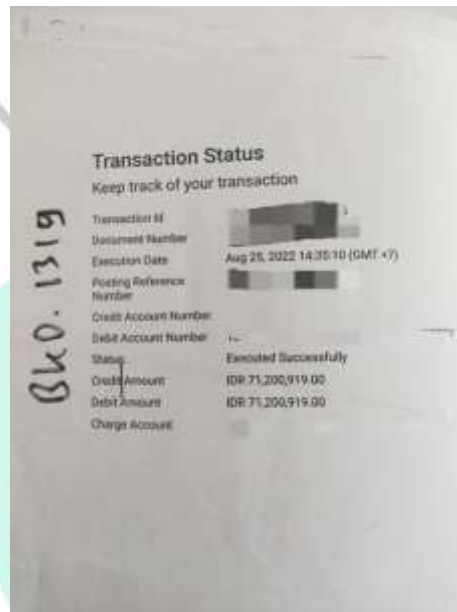 Transaction Status
Keep track of your transaction
Transaction Id
Document Number
Execution Date Aug 25, 2022 14:35:10 (GMT +7)
Posting Reference
Number
Credit Account Number
Debit Account Number
Status Executed Successfully
Credit Amount IDR 71,200,919.00
Debit Amount IDR 71,200,919.00
Charge Account
BKO. 1319